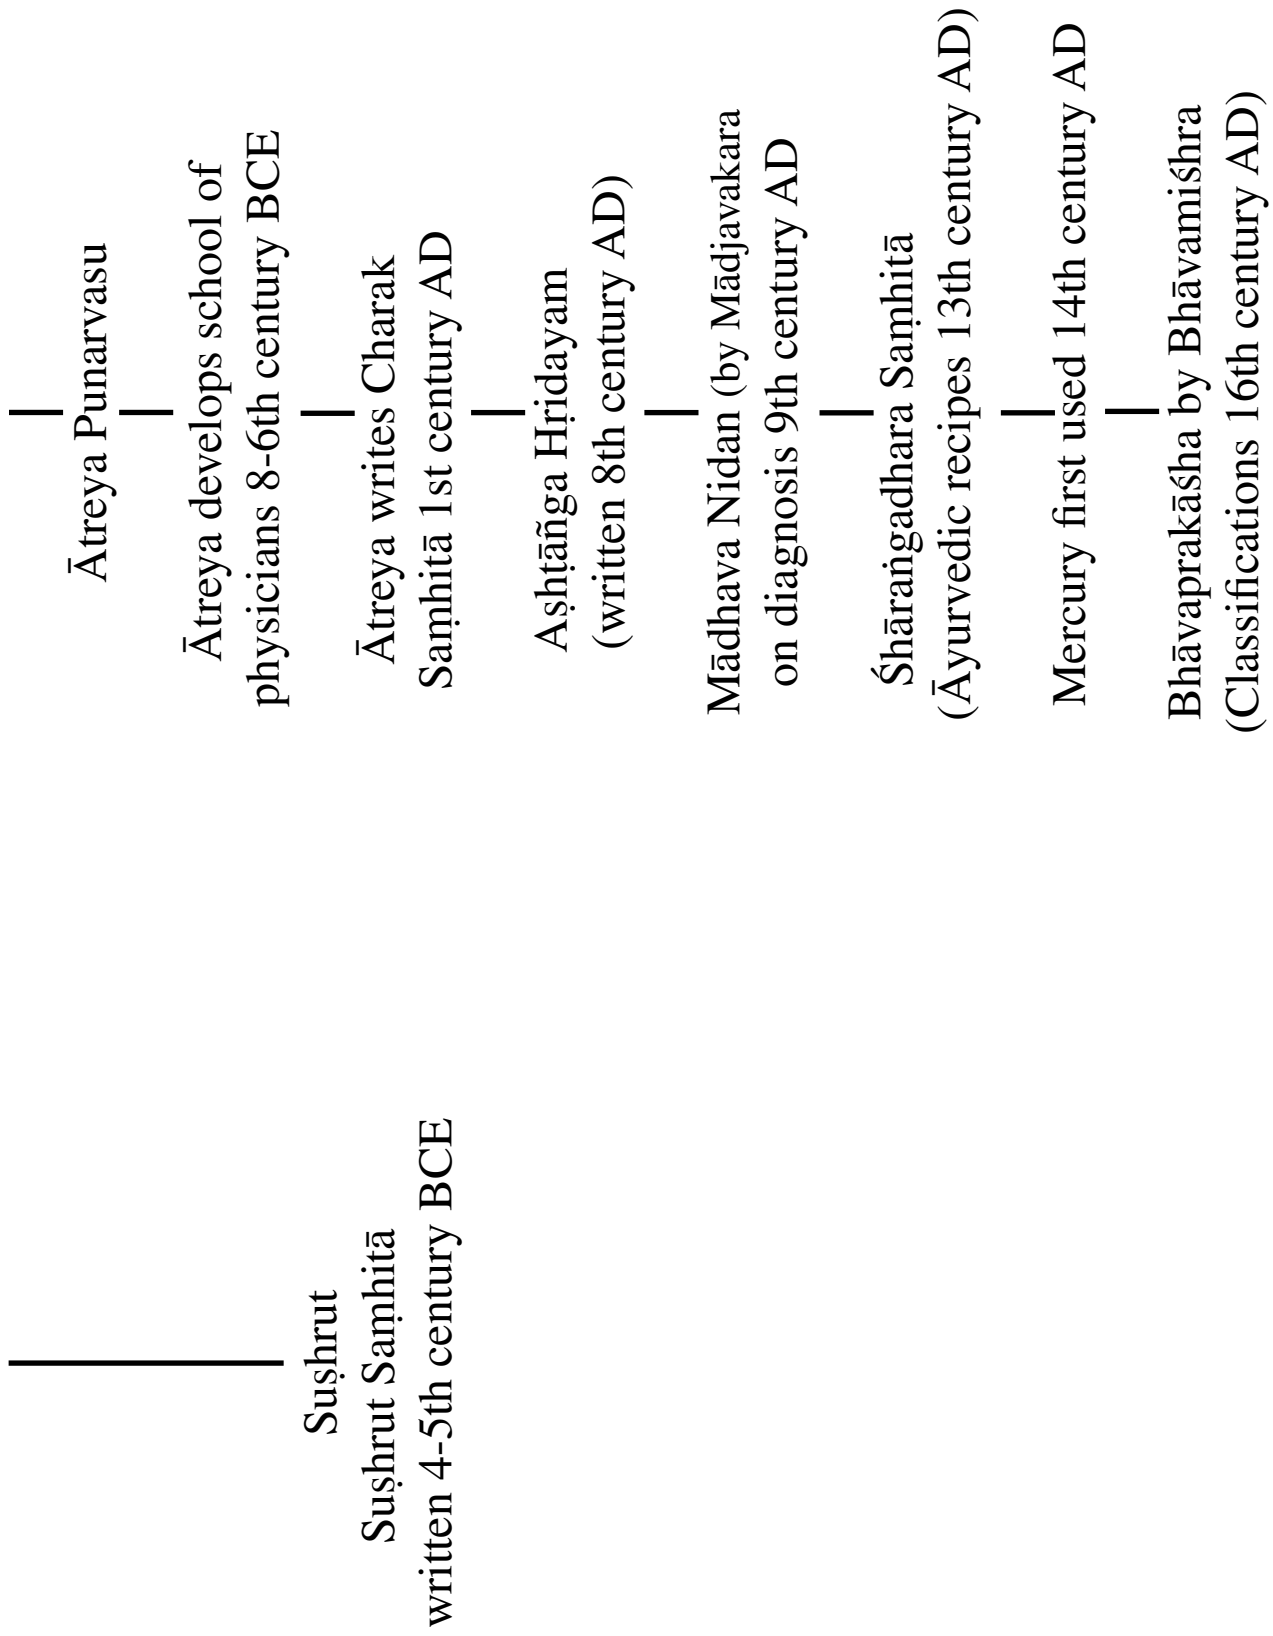 Suṣhrut
Suṣhrut Saṃhitā
written 4-5th century BCE
Ātreya Punarvasu
Ātreya develops school of
physicians 8-6th century BCE
Ātreya writes Charak
Saṃhitā 1st century AD
Aṣhṭāñga Hṛidayam
(written 8th century AD)
Mādhava Nidan (by Mādjavakara
on diagnosis 9th century AD
Śhāraṅgadhara Saṃhitā
(Āyurvedic recipes 13th century AD)
Mercury first used 14th century AD
Bhāvaprakāśha by Bhāvamiśhra
(Classifications 16th century AD)